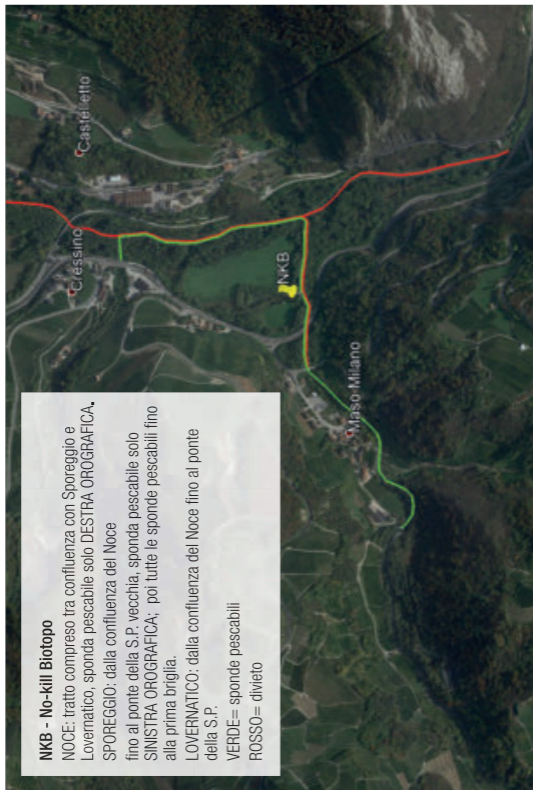 NKB - No-kill Biotopo
NOCE: tratto compreso tra confluenza con Sporeggio e
Lovernatico, sponda pescabile solo DESTRA OROGRAFICA.
SPOREGGIO: dalla confluenza del Noce
fino al ponte della S.P. vecchia, sponda pescabile solo
SINISTRA OROGRAFICA; poi tutte le sponde pescabili fino
alla prima briglia.
LOVERNATICO: dalla confluenza del Noce fino al ponte
della S.P.
VERDE= sponde pescabili
ROSSO= divieto
Maso Milano
NKB
Cressino
Castelletto